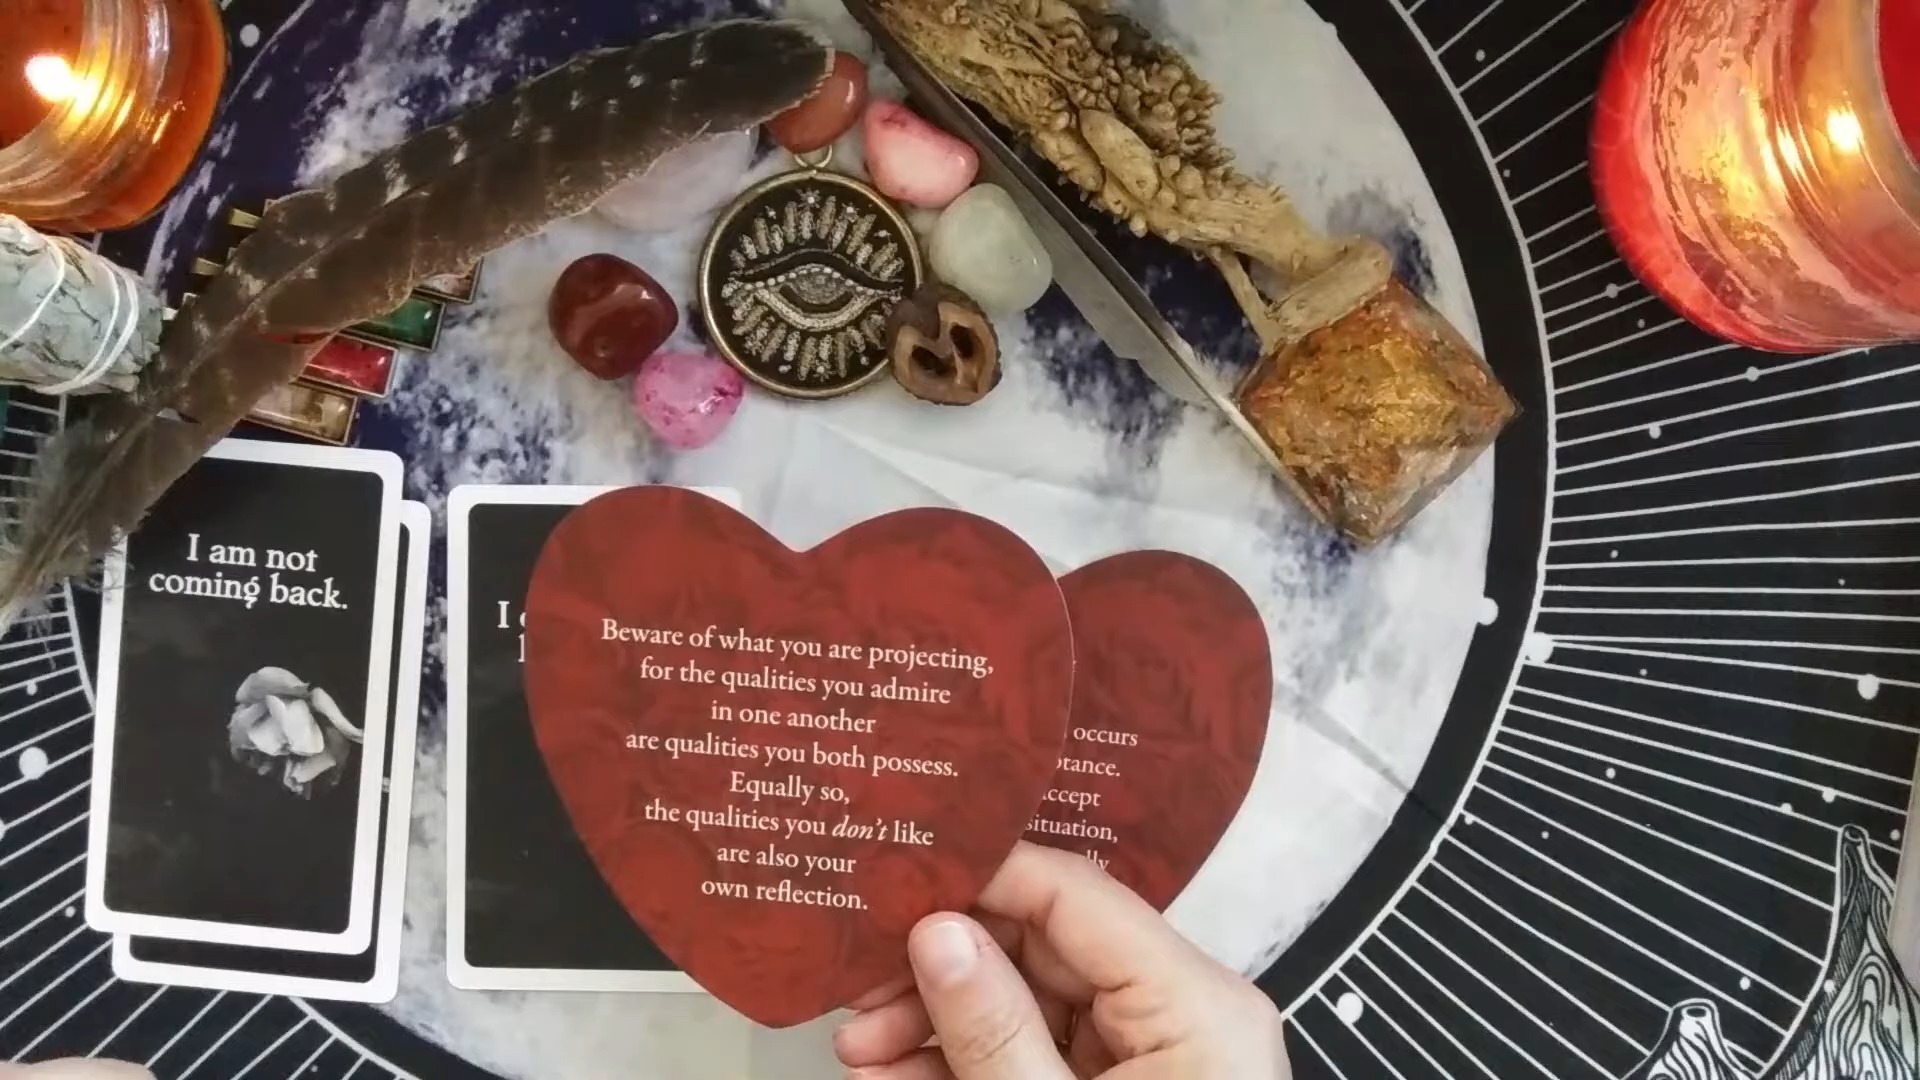 I am not
coming back.
I
Beware of what you are projecting,
for the qualities you admire
in one another
are qualities you both possess.
Equally so,
the qualities you don't like
are also your
own reflection.
occurs
situation,